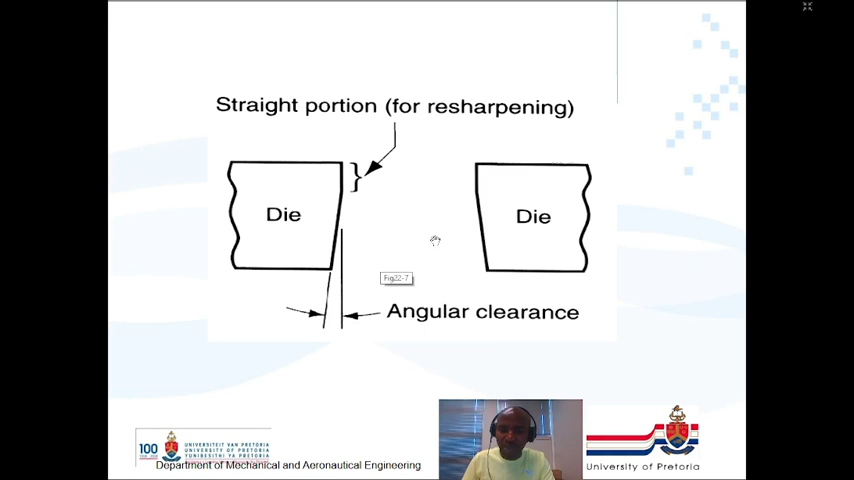 Straight portion (for resharpening)
Die
Die
Fig22-7
Angular clearance
100
UNIVERSITEIT VAN PRETORIA
UNIVERSITY OF PRETORIA
YUNIBESITHI YA PRETORIA
Department of Mechanical and Aeronautical Engineering
University of Pretoria